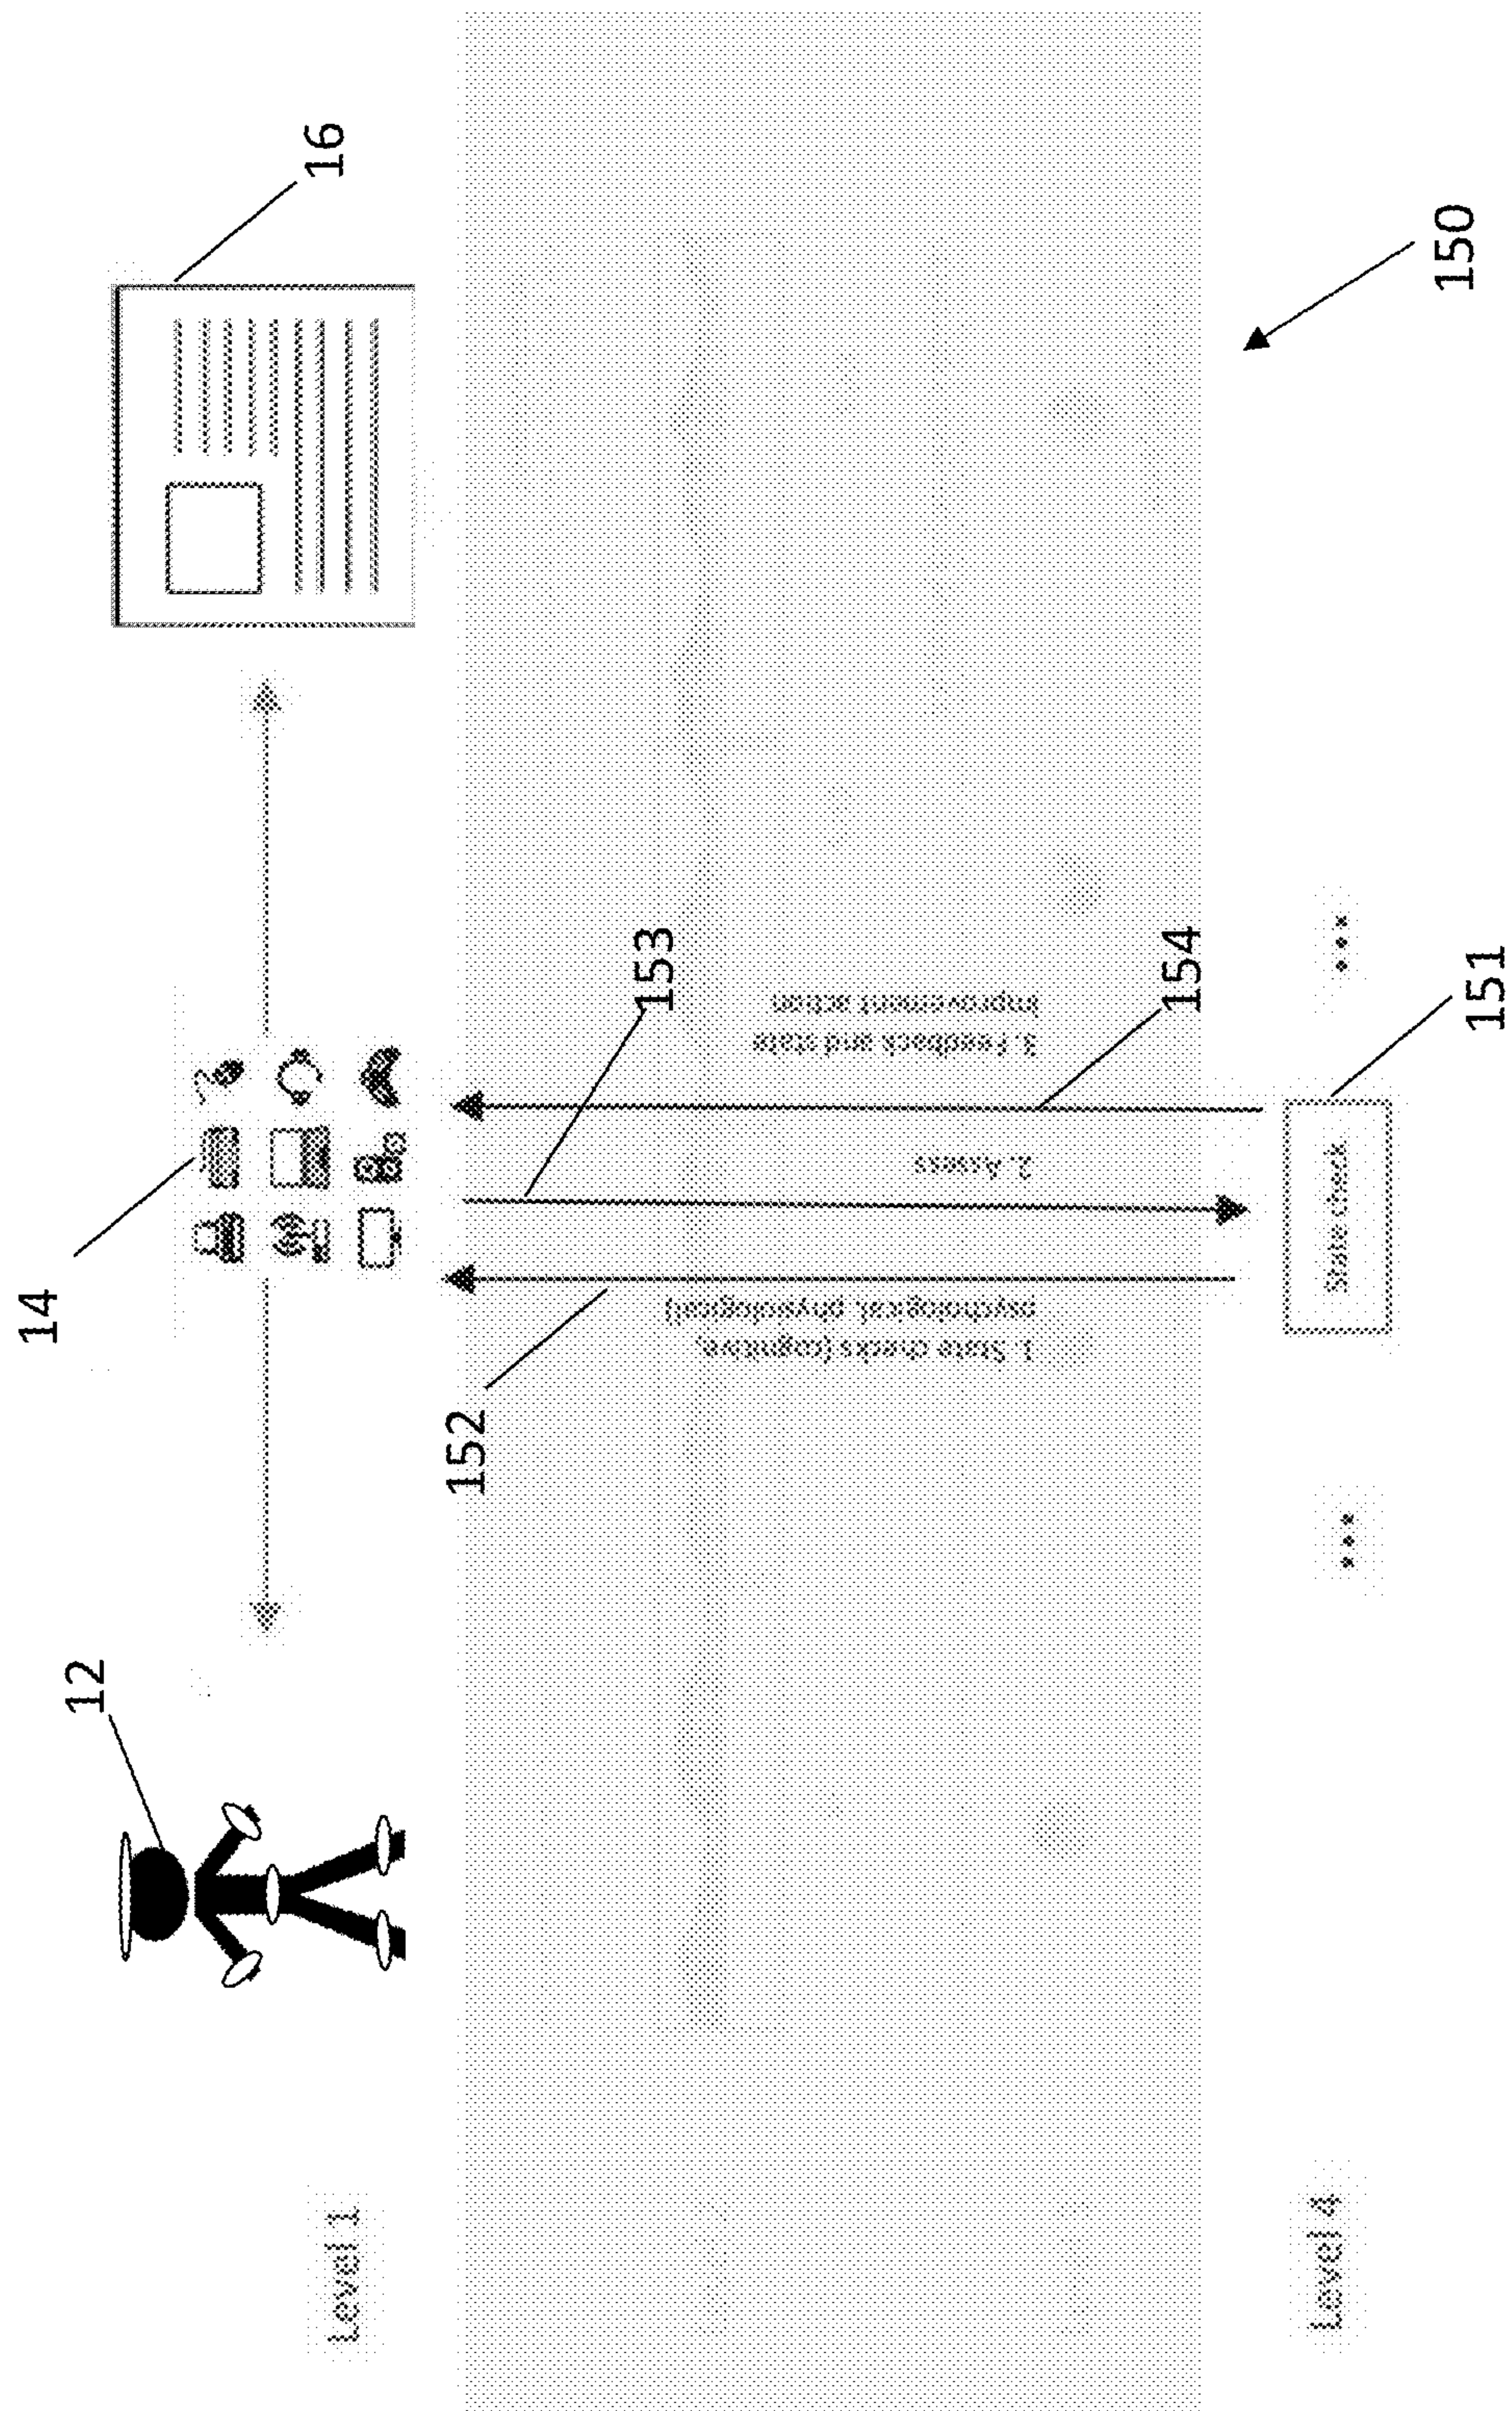 12
14
16
Level 1
152
1. State checks (cognitive,
psychological, physiological)
2. Assess
153
3. Feedback and state
improvement action
154
Level 4
...
State check
...
151
150